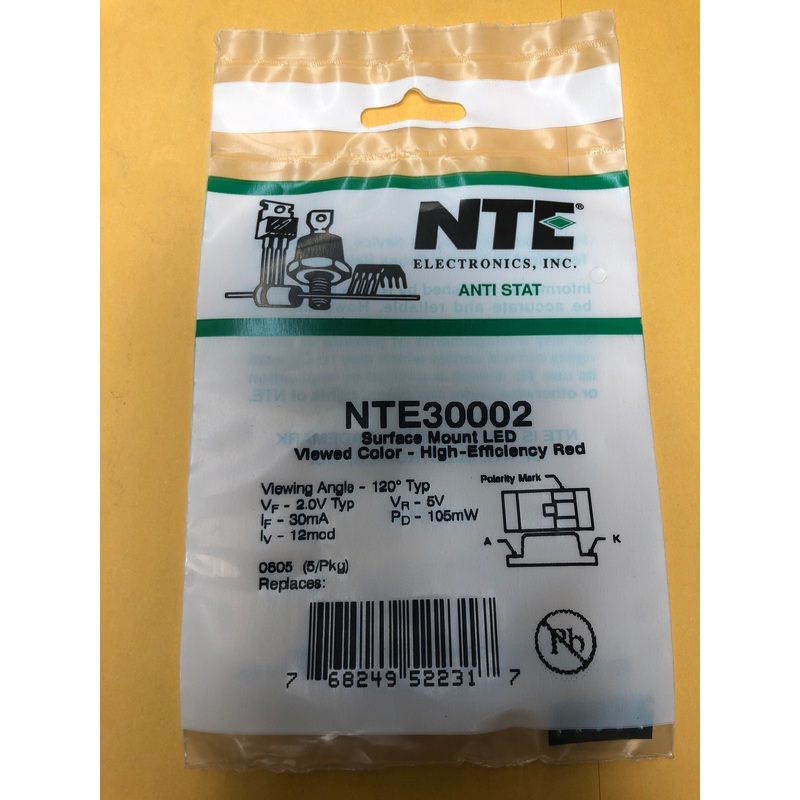 NTE®
ELECTRONICS, INC.
ANTI STAT
NTE30002
Surface Mount LED
Viewed Color - High-Efficiency Red
Viewing Angle - 120° Typ
VF - 2.0V Typ VR - 5V
IF - 30mA PD - 105mW
IV - 12mcd
Polarity Mark
A K
0805 (5/Pkg)
Replaces:
Pb
7 68249 52231 7